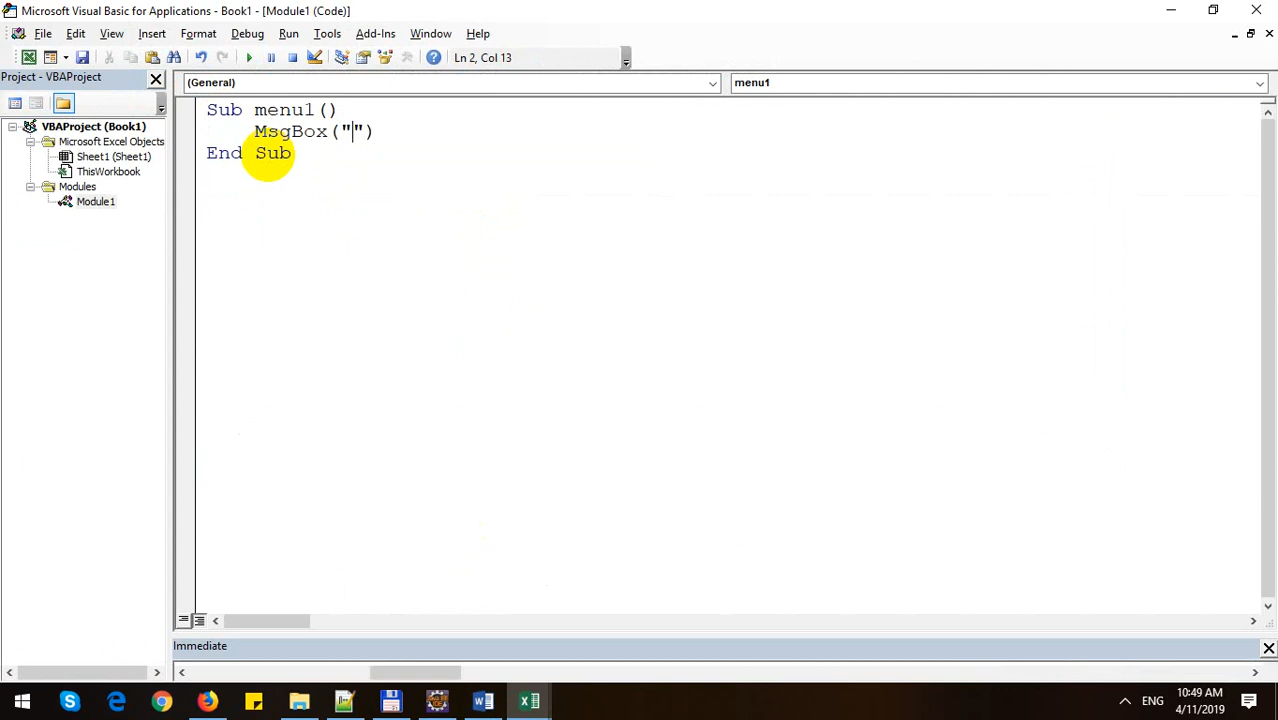 Microsoft Visual Basic for Applications - Book1 - [Module1 (Code)]
File Edit View Insert Format Debug Run Tools Add-Ins Window Help
Ln 2, Col 13
Project - VBAProject
(General)
menu1
VBAProject (Book1)
Microsoft Excel Objects
Sheet1 (Sheet1)
ThisWorkbook
Modules
Module1
Sub menu1()
MsgBox("")
End Sub
Immediate
ENG
10:49 AM
4/11/2019